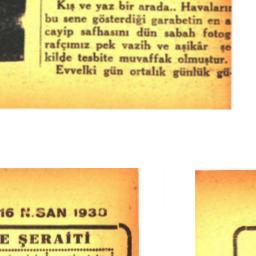 Kış ve yaz bir arada.. Havaların
bu sene gösterdiği garabetin en a
cayip safhasını dün sabah fotog
rafçımız pek vazih ve aşikâr şe
kilde tesbite muvaffak olmuştur.
Evvelki gün ortalık günlük gü-
16 N.SAN 1930
E ŞERAİTİ